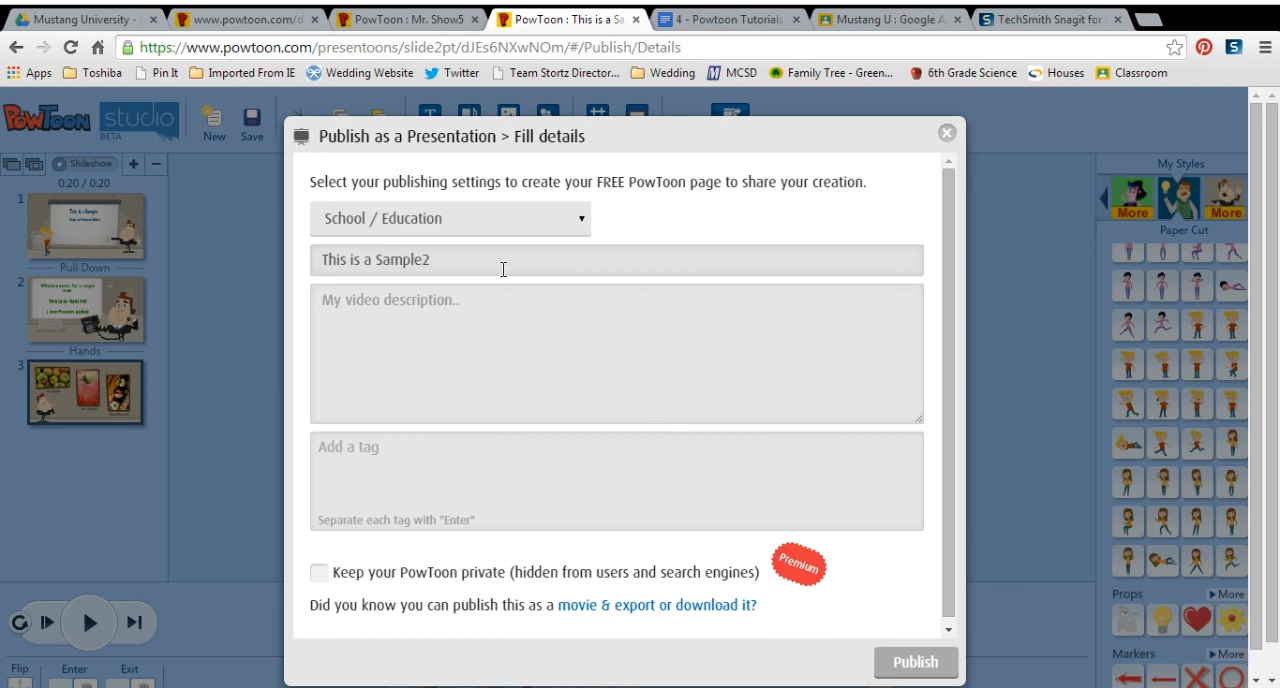 Mustang University -
www.powtoon.com/d
PowToon : Mr. Show5
PowToon : This is a Sa
4 - Powtoon Tutorials
Mustang U : Google A
TechSmith Snagit for
https://www.powtoon.com/presentoons/slide2pt/dJEs6NXwNOm/#/Publish/Details
Apps
Toshiba
Pin It
Imported From IE
Wedding Website
Twitter
Team Stortz Director...
Wedding
MCSD
Family Tree - Green...
6th Grade Science
Houses
Classroom
POWTOON studio
BETA
New
Save
Slideshow
0:20 / 0:20
1
This is a Sample
Pull Down
2
Hands
3
Publish as a Presentation > Fill details
Select your publishing settings to create your FREE PowToon page to share your creation.
School / Education
This is a Sample2
My video description..
Add a tag
Separate each tag with "Enter"
Keep your PowToon private (hidden from users and search engines)
Premium
Did you know you can publish this as a movie & export or download it?
Publish
My Styles
More
More
Paper Cut
Props
More
Markers
More
Flip
Enter
Exit